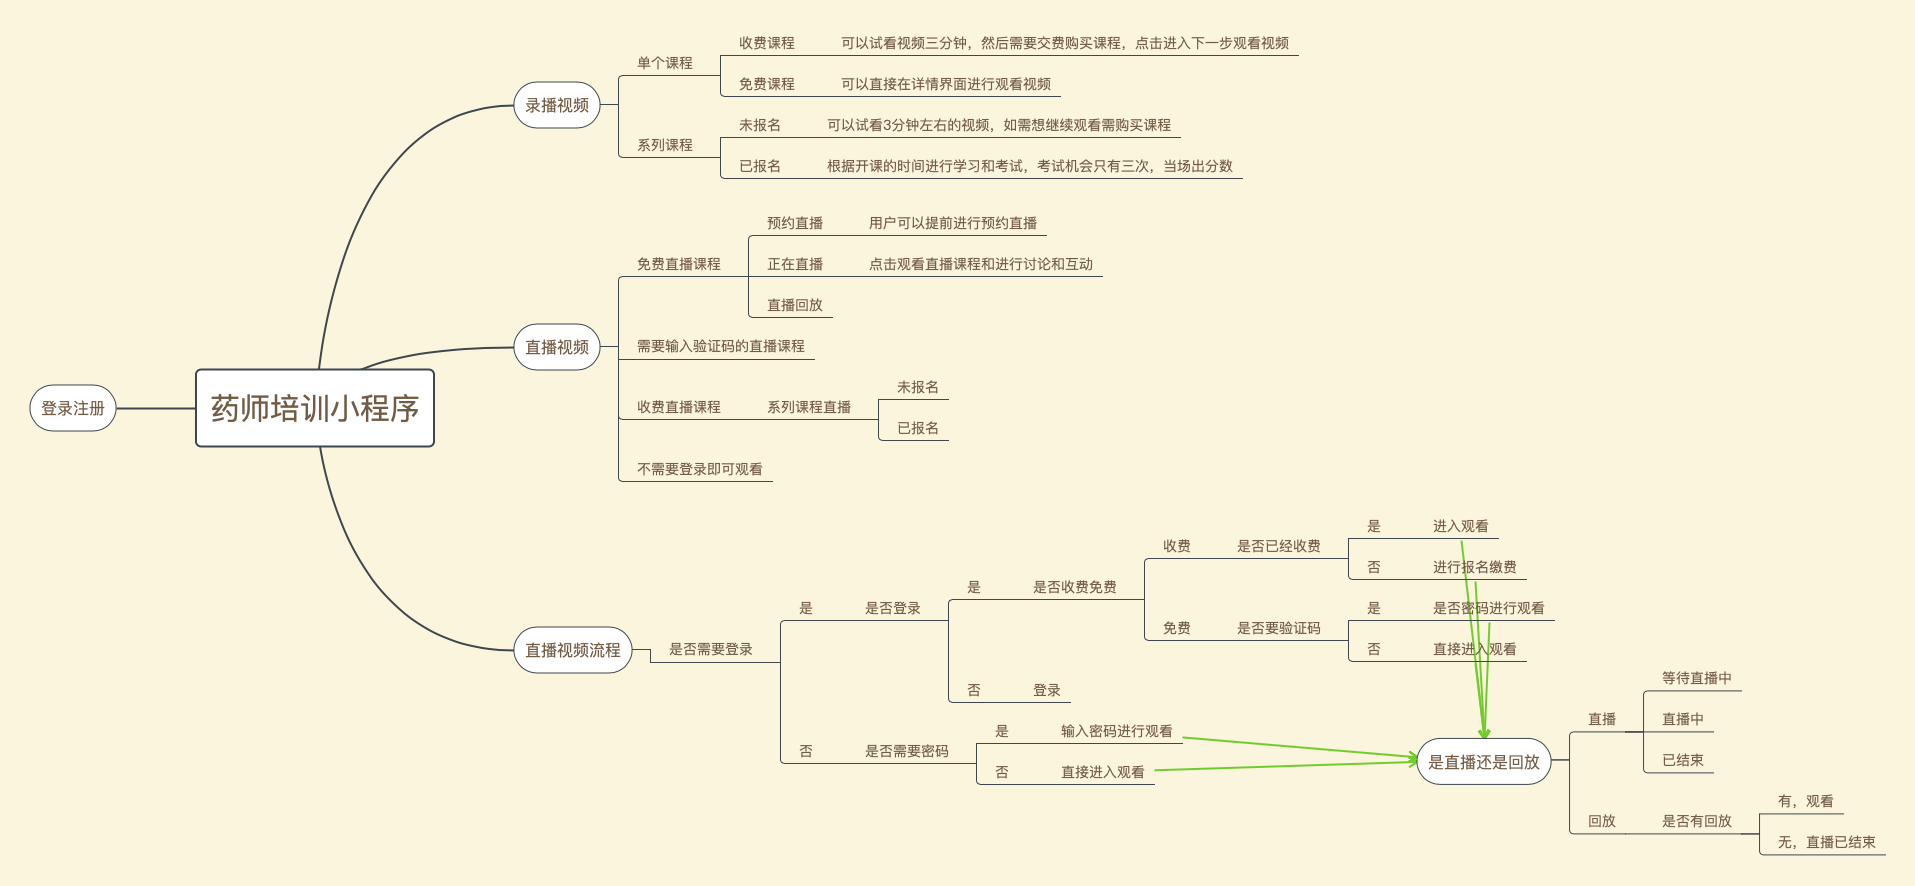 药师培训小程序
登录注册
录播视频
单个课程
收费课程
可以试看视频三分钟，然后需要交费购买课程，点击进入下一步观看视频
免费课程
可以直接在详情界面进行观看视频
系列课程
未报名
可以试看3分钟左右的视频，如需想继续观看需购买课程
已报名
根据开课的时间进行学习和考试，考试机会只有三次，当场出分数
直播视频
免费直播课程
预约直播
用户可以提前进行预约直播
正在直播
点击观看直播课程和进行讨论和互动
直播回放
需要输入验证码的直播课程
收费直播课程
系列课程直播
未报名
已报名
不需要登录即可观看
直播视频流程
是否需要登录
是
是否登录
是
是否收费免费
收费
是否已经收费
是
进入观看
否
进行报名缴费
免费
是否要验证码
是
是否密码进行观看
否
直接进入观看
否
登录
否
是否需要密码
是
输入密码进行观看
否
直接进入观看
是直播还是回放
直播
等待直播中
直播中
已结束
回放
是否有回放
有，观看
无，直播已结束